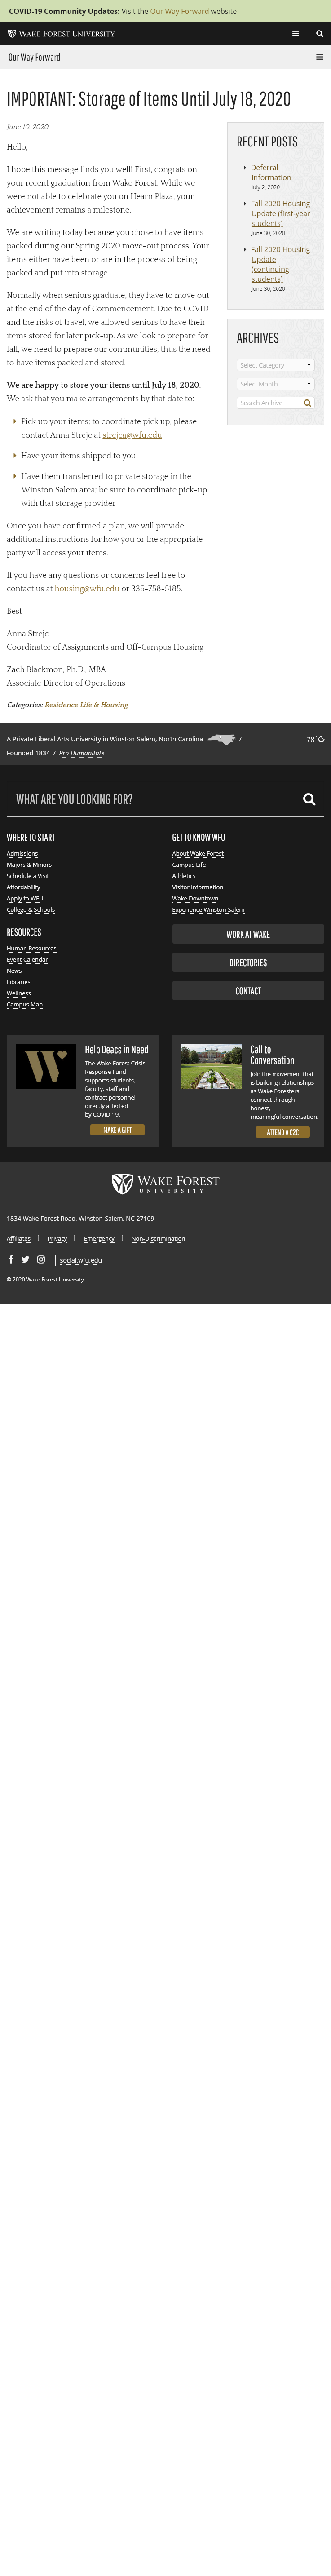 COVID-19 Community Updates: Visit the Our Way Forward website
WAKE FOREST UNIVERSITY
Our Way Forward
IMPORTANT: Storage of Items Until July 18, 2020
June 10, 2020
Hello,
I hope this message finds you well! First, congrats on
your recent graduation from Wake Forest. While we
were not able to celebrate you on Hearn Plaza, your
achievement remains a milestone.
We are writing today because you chose to have items
packed during our Spring 2020 move-out process. Your
items either have been or are in the process of being
packed and put into storage.
Normally when seniors graduate, they have to move out
at the end of Commencement. Due to COVID
and the risks of travel, we allowed seniors to have their
items stored for later pick-up or shipment. As we look
to prepare for next year's communities, this means that
to have items packed and stored.
We are happy to store your items until July 18, 2020.
We ask that you make arrangements by that date to:
Pick up your items; to coordinate pick up, please
contact Anna Strejc at strejca@wfu.edu.
Have your items shipped to you
Have them transferred to private storage in the
Winston Salem area; be sure to coordinate pick-up
with that storage provider
Once you have confirmed a plan, we will provide
additional instructions for how you or the appropriate
party will access your items.
If you have any questions or concerns feel free to
contact us at housing@wfu.edu or 336-758-5185.
Best –
Anna Strejc
Coordinator of Assignments and Off-Campus Housing
Zach Blackmon, Ph.D., MBA
Associate Director of Operations
Categories: Residence Life & Housing
RECENT POSTS
Deferral
Information
July 2, 2020
Fall 2020 Housing
Update (first-year
students)
June 30, 2020
Fall 2020 Housing
Update
(continuing
students)
June 30, 2020
ARCHIVES
Select Category
Select Month
Search Archive
A Private Liberal Arts University in Winston-Salem, North Carolina /
Founded 1834 / Pro Humanitate
78°
WHAT ARE YOU LOOKING FOR?
WHERE TO START
Admissions
Majors & Minors
Schedule a Visit
Affordability
Apply to WFU
College & Schools
RESOURCES
Human Resources
Event Calendar
News
Libraries
Wellness
Campus Map
GET TO KNOW WFU
About Wake Forest
Campus Life
Athletics
Visitor Information
Wake Downtown
Experience Winston-Salem
WORK AT WAKE
DIRECTORIES
CONTACT
W
Help Deacs in Need
The Wake Forest Crisis
Response Fund
supports students,
faculty, staff and
contract personnel
directly affected
by COVID-19.
MAKE A GIFT
Call to
Conversation
Join the movement that
is building relationships
as Wake Foresters
connect through
honest,
meaningful conversation.
ATTEND A C2C
WAKE FOREST
UNIVERSITY
1834 Wake Forest Road, Winston-Salem, NC 27109
Affiliates | Privacy | Emergency | Non-Discrimination
social.wfu.edu
© 2020 Wake Forest University